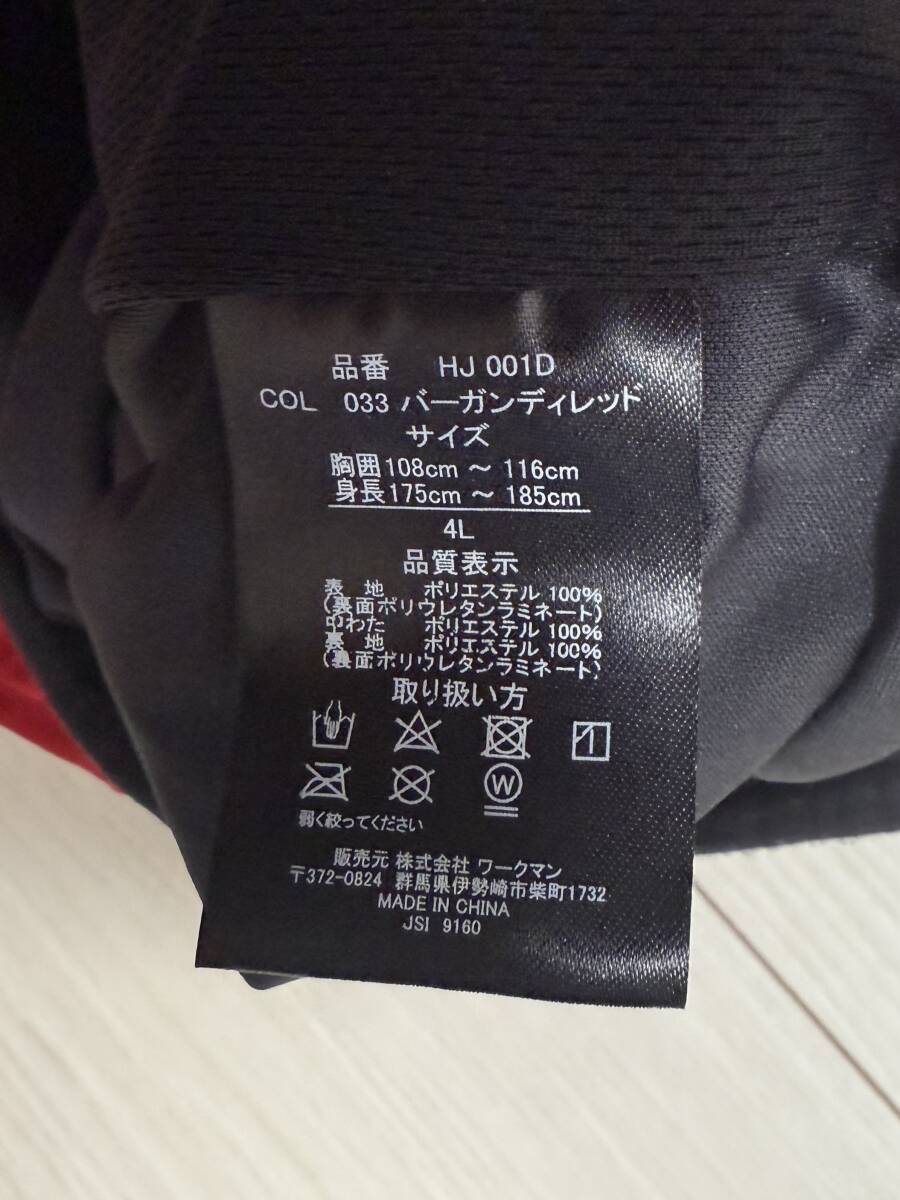 品番 HJ 001D
COL 033 バーガンディレッド
サイズ
胸囲108cm ～ 116cm
身長175cm ～ 185cm
4L
品質表示
表 地 ポリエステル 100%
(裏面ポリウレタンラミネート)
中わた ポリエステル 100%
裏 地 ポリエステル 100%
(裏面ポリウレタンラミネート)
取り扱い方
W
弱く絞ってください
販売元 株式会社 ワークマン
〒372-0824 群馬県伊勢崎市柴町1732
MADE IN CHINA
JSI 9160